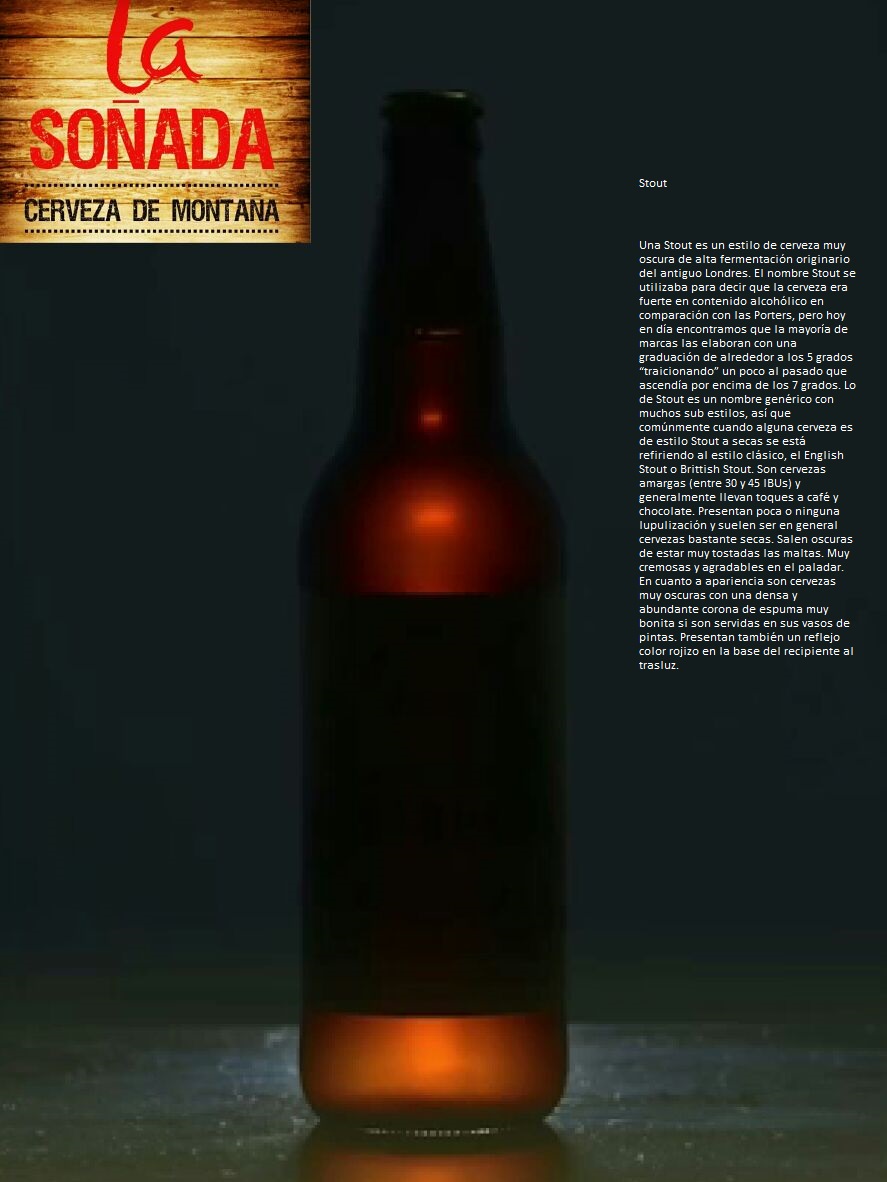 la
SOÑADA
CERVEZA DE MONTAÑA
Stout
Una Stout es un estilo de cerveza muy
oscura de alta fermentación originario
del antiguo Londres. El nombre Stout se
utilizaba para decir que la cerveza era
fuerte en contenido alcohólico en
comparación con las Porters, pero hoy
en día encontramos que la mayoría de
marcas las elaboran con una
graduación de alrededor a los 5 grados
“traicionando” un poco al pasado que
ascendía por encima de los 7 grados. Lo
de Stout es un nombre genérico con
muchos sub estilos, así que
comúnmente cuando alguna cerveza es
de estilo Stout a secas se está
refiriendo al estilo clásico, el English
Stout o Brittish Stout. Son cervezas
amargas (entre 30 y 45 IBUs) y
generalmente llevan toques a café y
chocolate. Presentan poca o ninguna
lupulización y suelen ser en general
cervezas bastante secas. Salen oscuras
de estar muy tostadas las maltas. Muy
cremosas y agradables en el paladar.
En cuanto a apariencia son cervezas
muy oscuras con una densa y
abundante corona de espuma muy
bonita si son servidas en sus vasos de
pintas. Presentan también un reflejo
color rojizo en la base del recipiente al
trasluz.